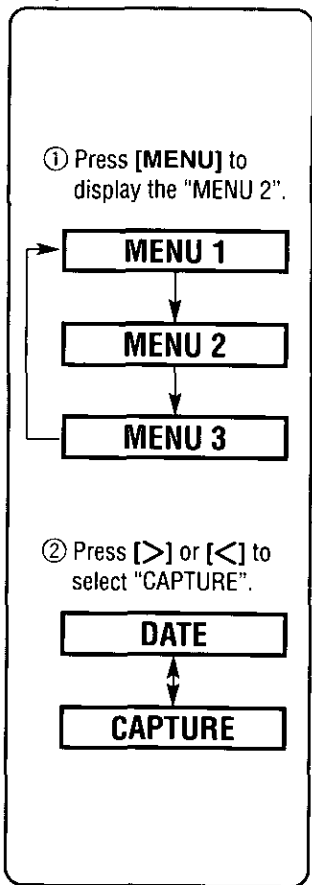 ① Press [MENU] to
display the "MENU 2".
MENU 1
MENU 2
MENU 3
② Press [>] or [<] to
select "CAPTURE".
DATE
CAPTURE